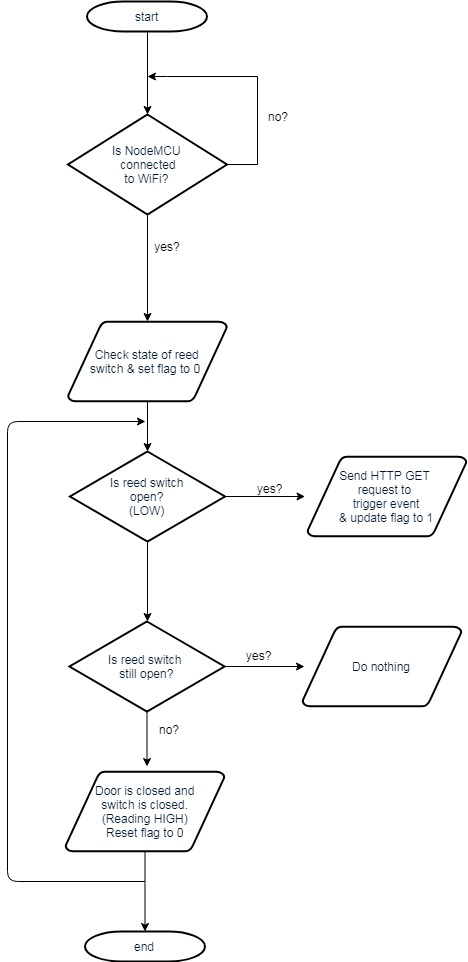 start
no?
Is NodeMCU
connected
to WiFi?
yes?
Check state of reed
switch & set flag to 0
Is reed switch
open?
(LOW)
yes?
Send HTTP GET
request to
trigger event
& update flag to 1
Is reed switch
still open?
yes?
Do nothing
no?
Door is closed and
switch is closed.
(Reading HIGH)
Reset flag to 0
end